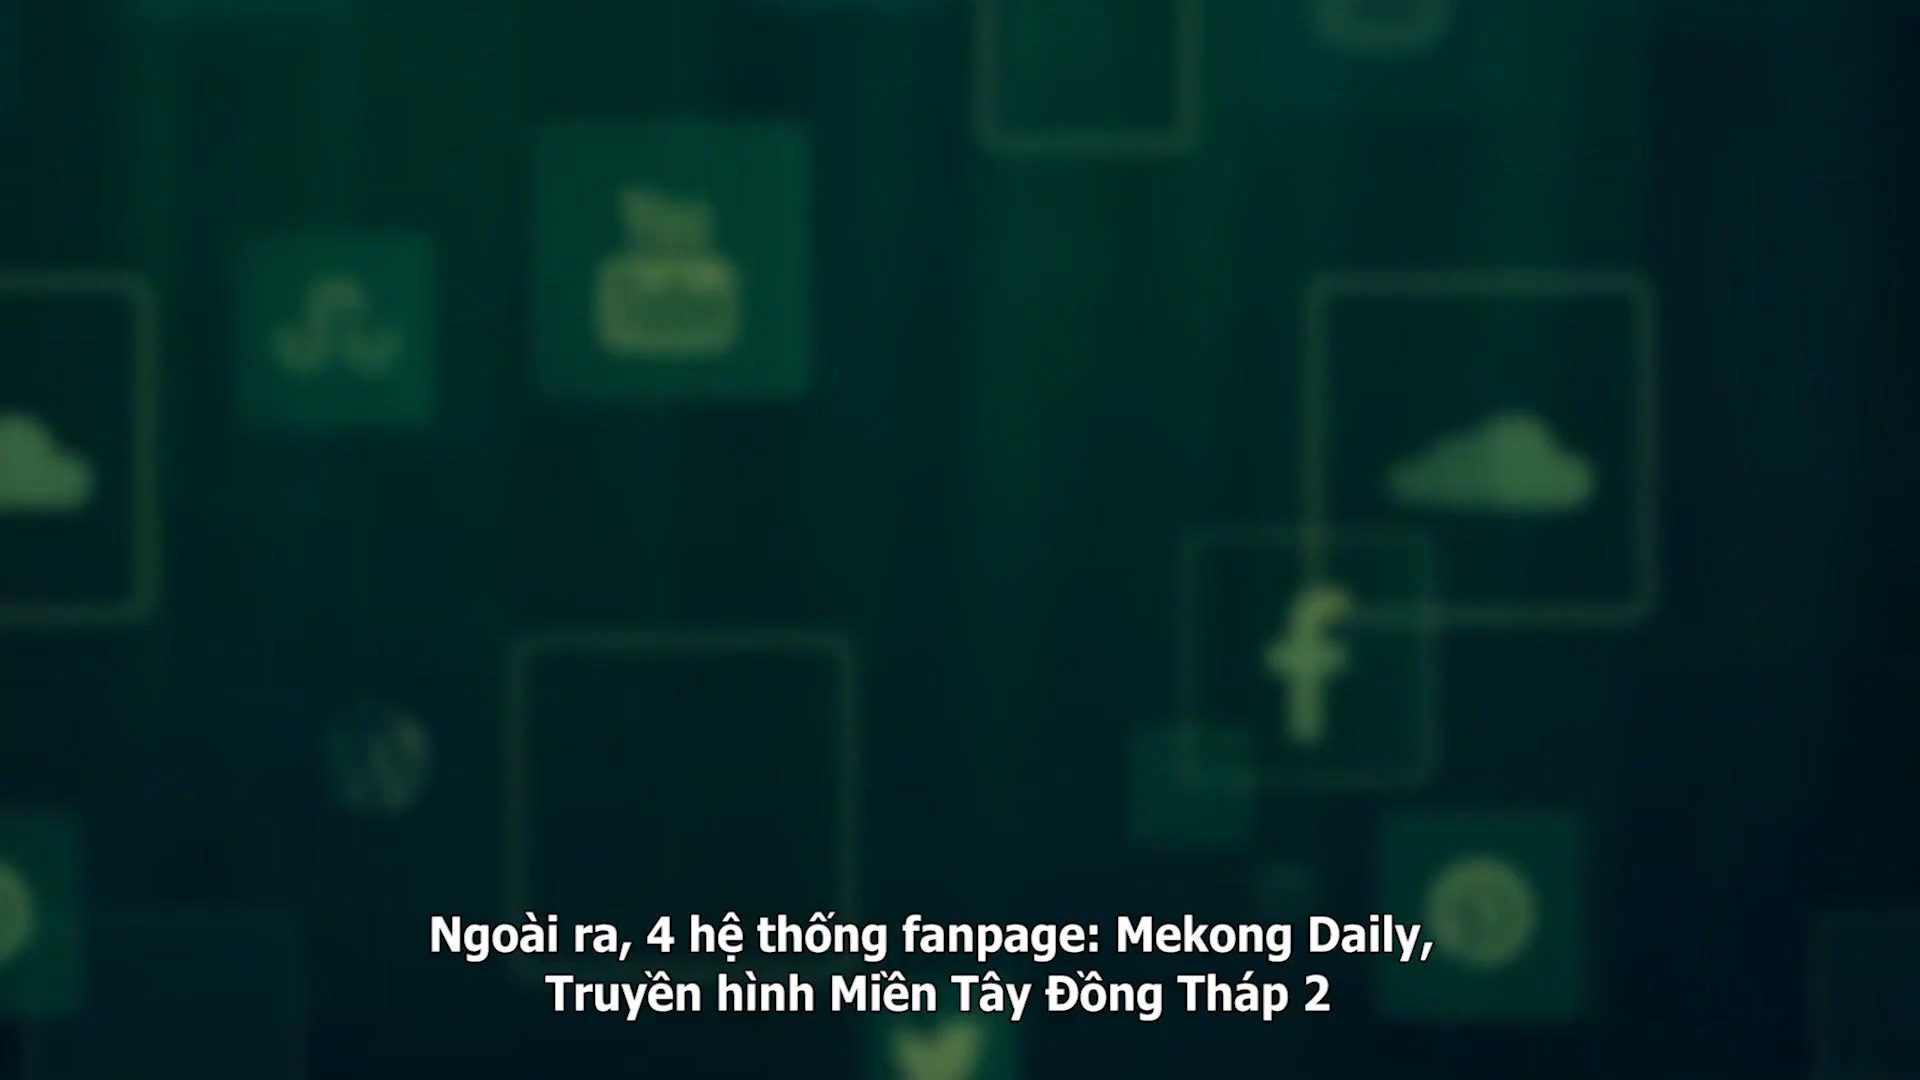 Ngoài ra, 4 hệ thống fanpage: Mekong Daily,
Truyền hình Miền Tây Đồng Tháp 2